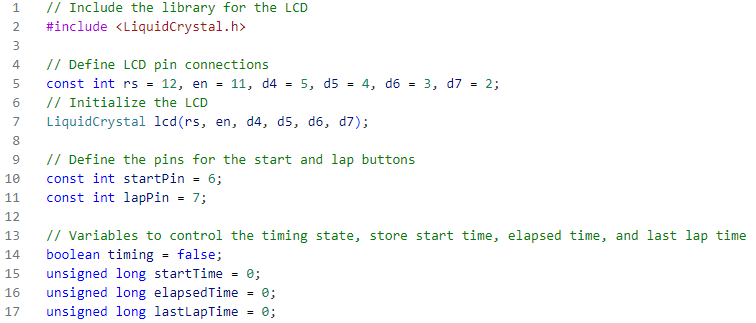 1 // Include the library for the LCD
2 #include <LiquidCrystal.h>
3
4 // Define LCD pin connections
5 const int rs = 12, en = 11, d4 = 5, d5 = 4, d6 = 3, d7 = 2;
6 // Initialize the LCD
7 LiquidCrystal lcd(rs, en, d4, d5, d6, d7);
8
9 // Define the pins for the start and lap buttons
10 const int startPin = 6;
11 const int lapPin = 7;
12
13 // Variables to control the timing state, store start time, elapsed time, and last lap time
14 boolean timing = false;
15 unsigned long startTime = 0;
16 unsigned long elapsedTime = 0;
17 unsigned long lastLapTime = 0;